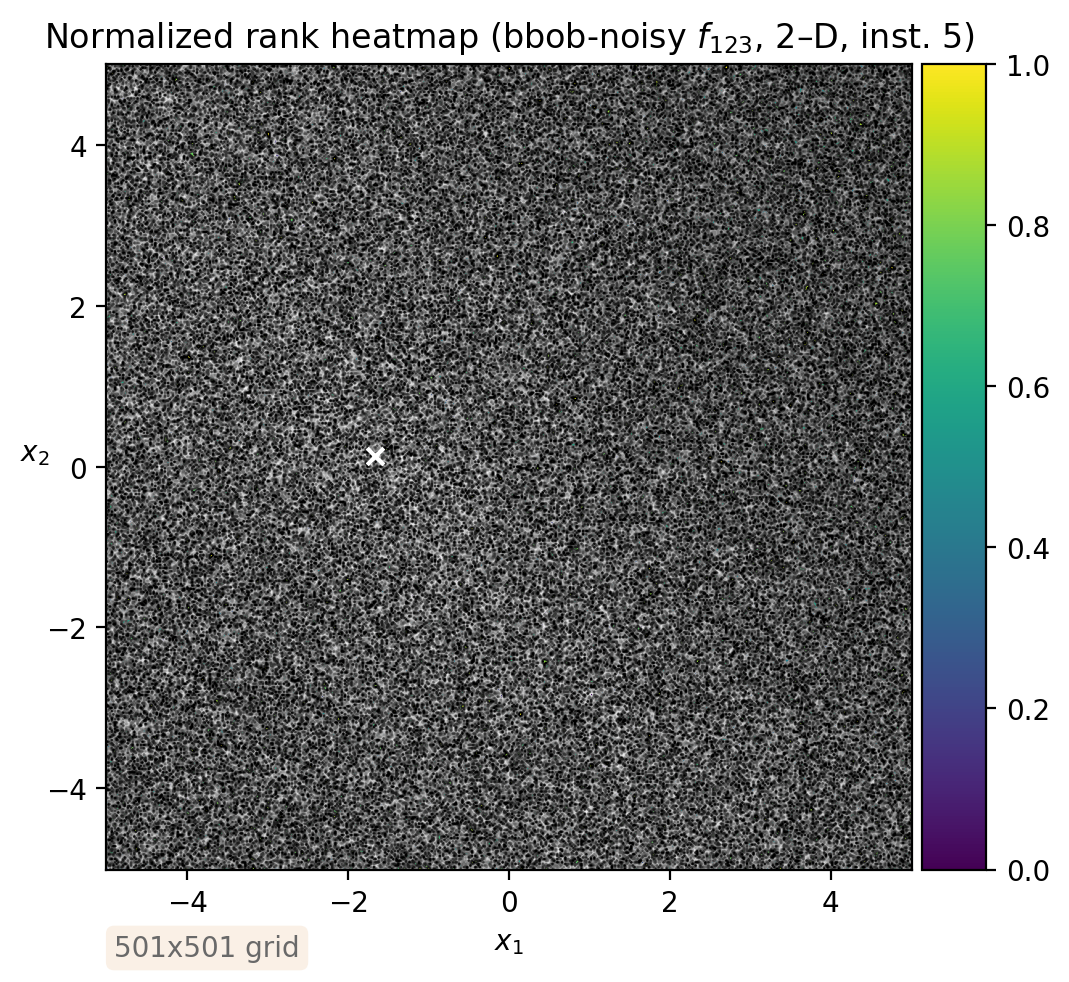 Normalized rank heatmap (bbob-noisy f₁₂₃, 2–D, inst. 5)
1.0
0.8
0.6
0.4
0.2
0.0
4
2
0
−2
−4
x₂
−4 −2 0 2 4
x₁
501x501 grid